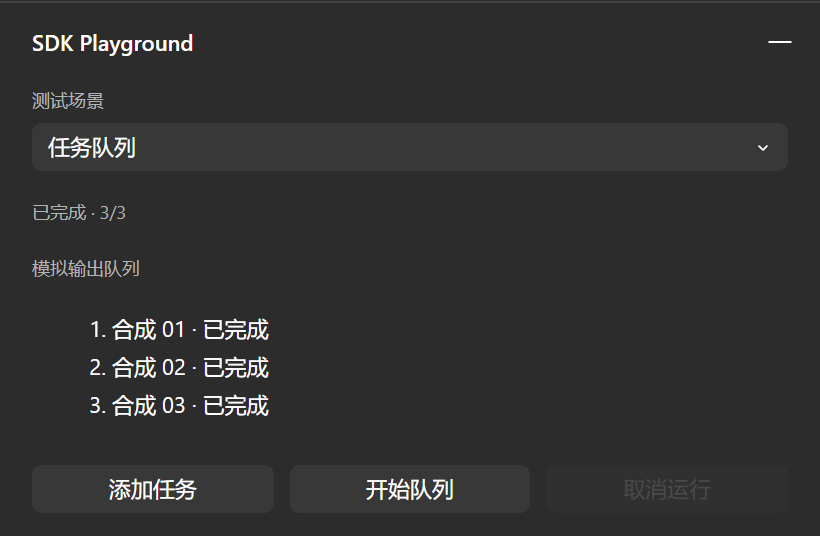 SDK Playground
测试场景
任务队列
已完成 · 3/3
模拟输出队列
1. 合成 01 · 已完成
2. 合成 02 · 已完成
3. 合成 03 · 已完成
添加任务 开始队列 取消运行